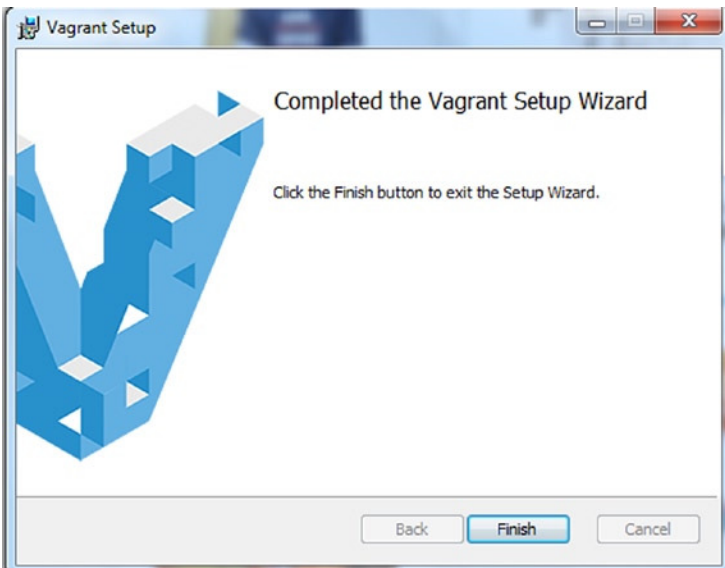 Vagrant Setup
Completed the Vagrant Setup Wizard
Click the Finish button to exit the Setup Wizard.
Back
Finish
Cancel